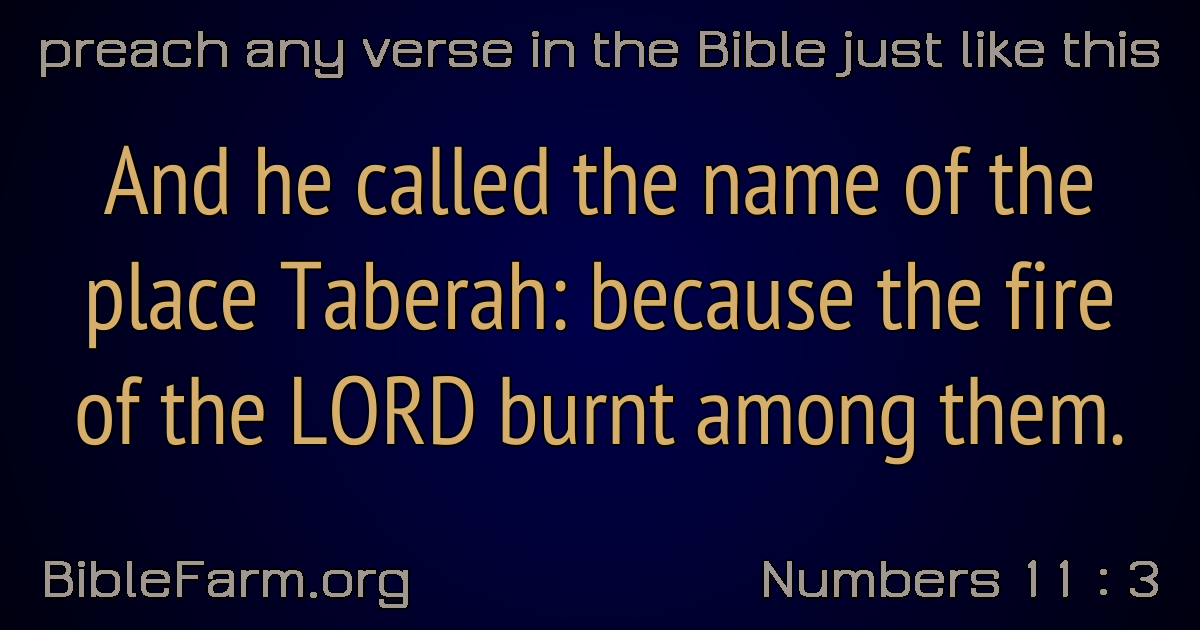 preach any verse in the Bible just like this
And he called the name of the
place Taberah: because the fire
of the LORD burnt among them.
BibleFarm.org
Numbers 11 : 3